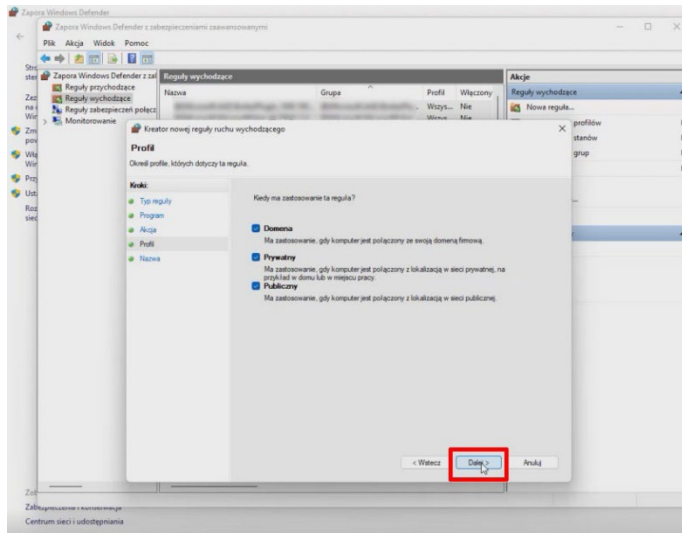 Zapora Windows Defender
Zapora Windows Defender z zabezpieczeniami zaawansowanymi
Plik Akcja Widok Pomoc
Zapora Windows Defender z zal
Reguły przychodzące
Reguły wychodzące
Reguły zabezpieczeń połącz
Monitorowanie
Reguły wychodzące
Nazwa Grupa Profil Włączony
Wszys... Nie
Wszys... Nie
Akcje
Reguły wychodzące
Nowa reguła...
profilów
stanów
grup
Kreator nowej reguły ruchu wychodzącego
Profil
Określ profile, których dotyczy ta reguła.
Kroki:
Typ reguły
Program
Akcja
Profil
Nazwa
Kiedy ma zastosowanie ta reguła?
Domena
Ma zastosowanie, gdy komputer jest połączony ze swoją domeną firmową.
Prywatny
Ma zastosowanie, gdy komputer jest połączony z lokalizacją w sieci prywatnej, na
przykład w domu lub w miejscu pracy.
Publiczny
Ma zastosowanie, gdy komputer jest połączony z lokalizacją w sieci publicznej.
< Wstecz Dalej > Anuluj
Zabezpieczenia i konserwacja
Centrum sieci i udostępniania